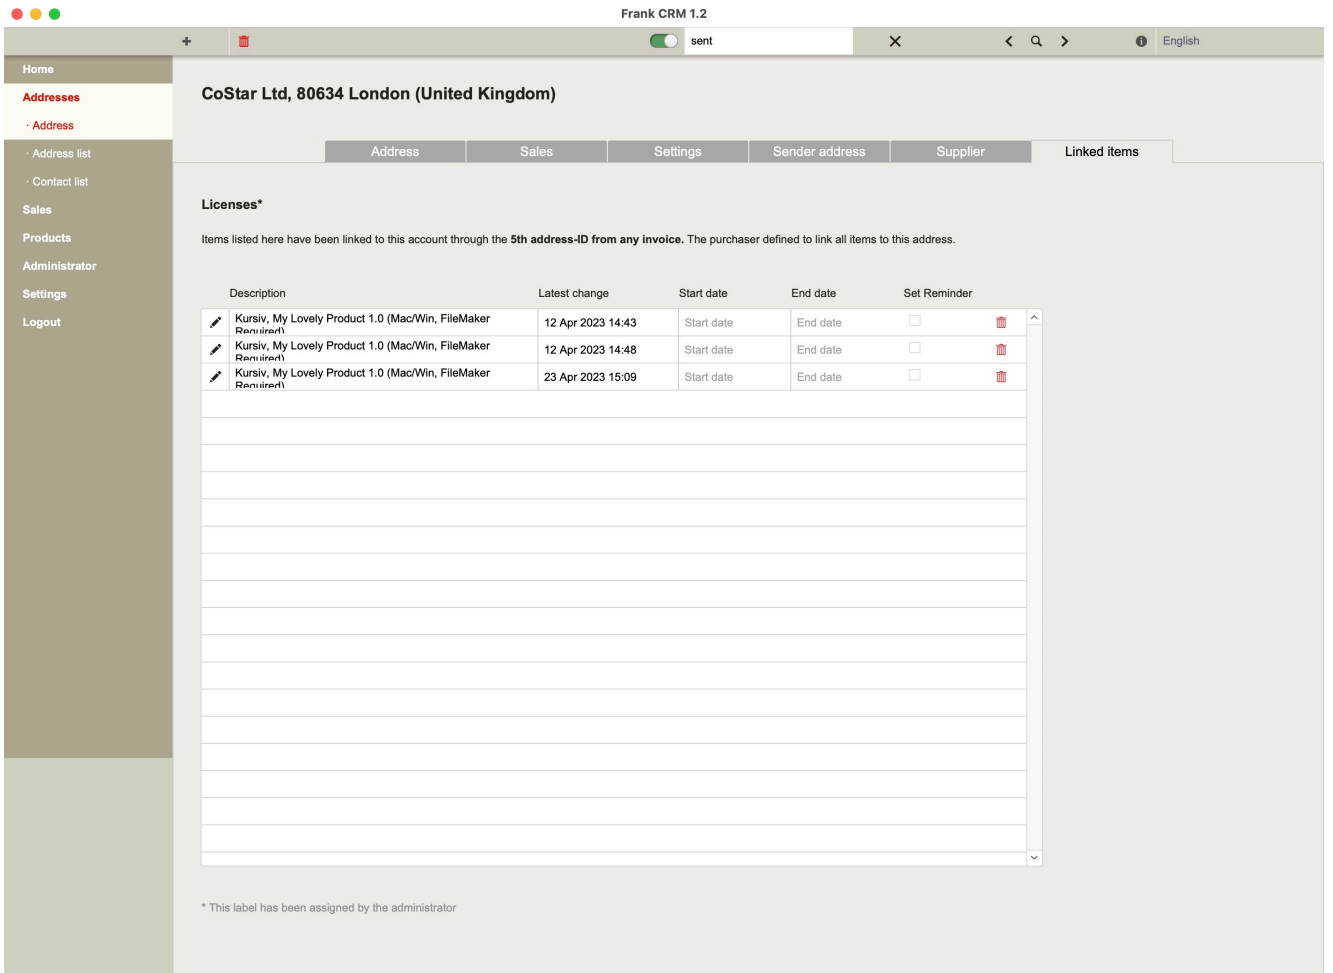 Frank CRM 1.2
sent
English
Home
Addresses
· Address
· Address list
· Contact list
Sales
Products
Administrator
Settings
Logout
CoStar Ltd, 80634 London (United Kingdom)
Address Sales Settings Sender address Supplier Linked items
Licenses*
Items listed here have been linked to this account through the 5th address-ID from any invoice. The purchaser defined to link all items to this address.
Description Latest change Start date End date Set Reminder
Kursiv, My Lovely Product 1.0 (Mac/Win, FileMaker
Required)
12 Apr 2023 14:43 Start date End date
Kursiv, My Lovely Product 1.0 (Mac/Win, FileMaker
Required)
12 Apr 2023 14:48 Start date End date
Kursiv, My Lovely Product 1.0 (Mac/Win, FileMaker
Required)
23 Apr 2023 15:09 Start date End date
* This label has been assigned by the administrator